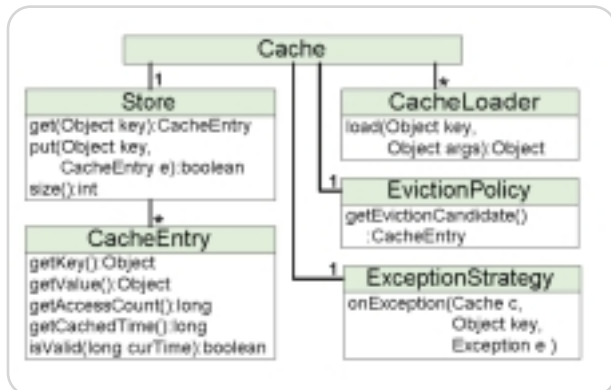 Cache
1
Store
get(Object key):CacheEntry
put(Object key,
CacheEntry e):boolean
size():int
*
CacheEntry
getKey():Object
getValue():Object
getAccessCount():long
getCachedTime():long
isValid(long curTime):boolean
*
CacheLoader
load(Object key,
Object args):Object
1
EvictionPolicy
getEvictionCandidate()
:CacheEntry
1
ExceptionStrategy
onException(Cache c,
Object key,
Exception e )